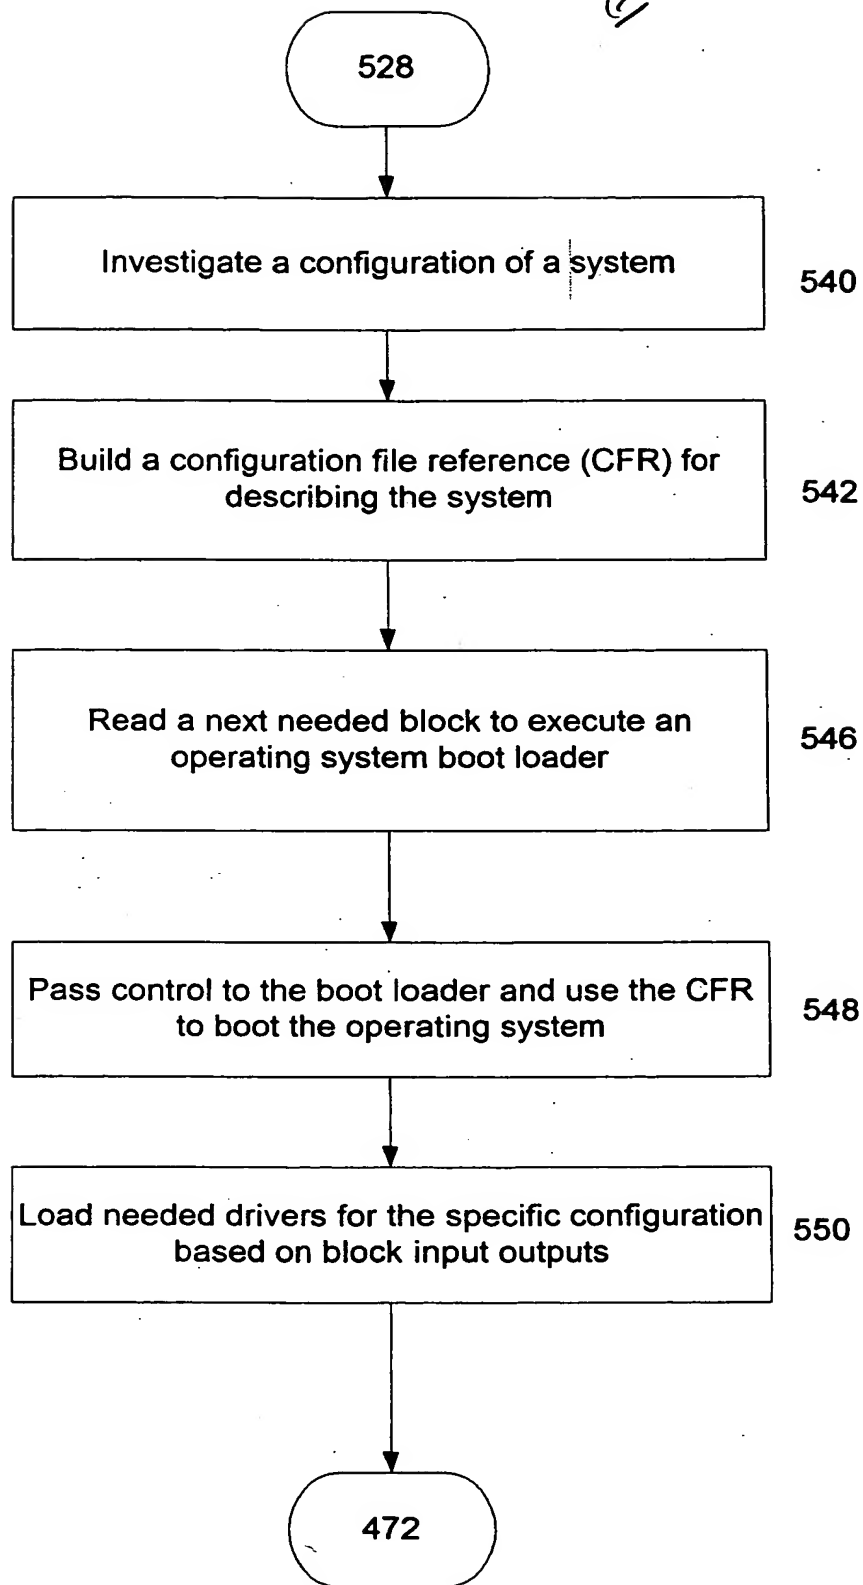 528
Investigate a configuration of a system
540
Build a configuration file reference (CFR) for
describing the system
542
Read a next needed block to execute an
operating system boot loader
546
Pass control to the boot loader and use the CFR
to boot the operating system
548
Load needed drivers for the specific configuration
based on block input outputs
550
472